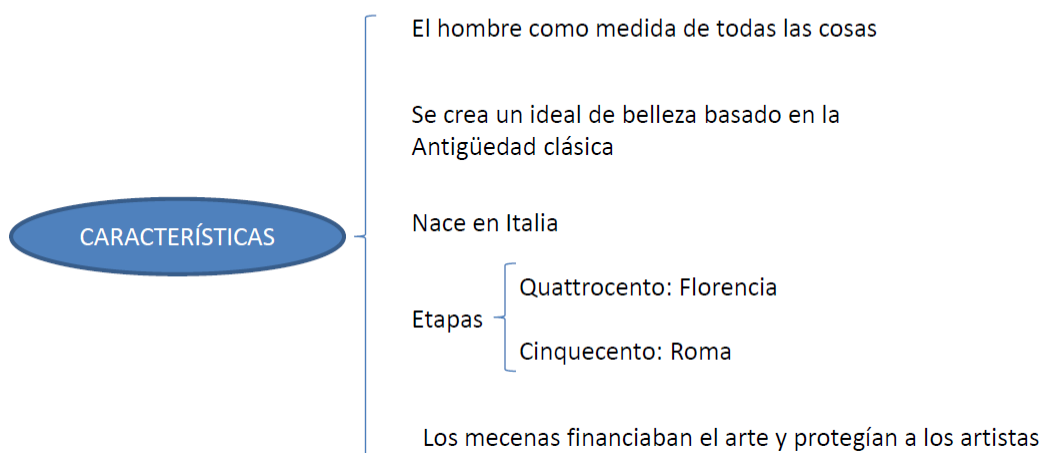 El hombre como medida de todas las cosas
Se crea un ideal de belleza basado en la
Antigüedad clásica
CARACTERÍSTICAS
Nace en Italia
Etapas
Quattrocento: Florencia
Cinquecento: Roma
Los mecenas financiaban el arte y protegían a los artistas